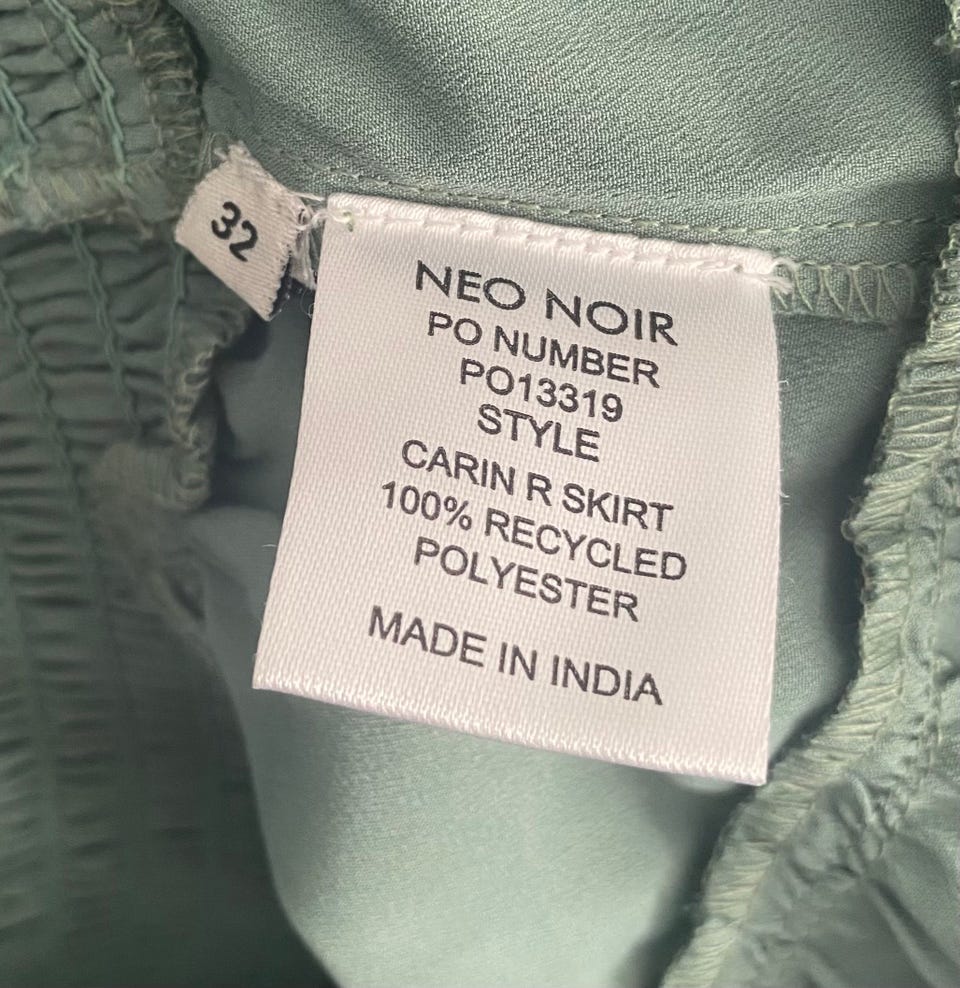 32
NEO NOIR
PO NUMBER
PO13319
STYLE
CARIN R SKIRT
100% RECYCLED
POLYESTER
MADE IN INDIA